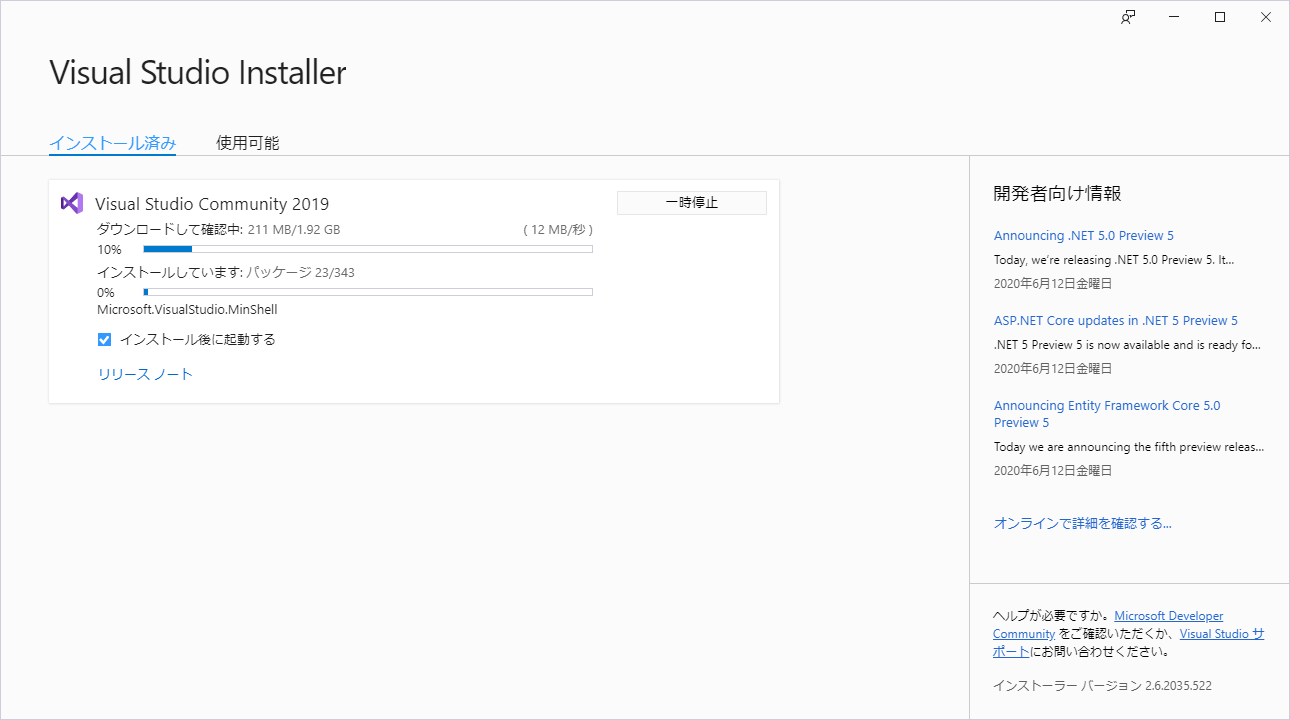 Visual Studio Installer
インストール済み
使用可能
Visual Studio Community 2019
一時停止
ダウンロードして確認中: 211 MB/1.92 GB
( 12 MB/秒 )
10%
インストールしています: パッケージ 23/343
0%
Microsoft.VisualStudio.MinShell
インストール後に起動する
リリース ノート
開発者向け情報
Announcing .NET 5.0 Preview 5
Today, we’re releasing .NET 5.0 Preview 5. It...
2020年6月12日金曜日
ASP.NET Core updates in .NET 5 Preview 5
.NET 5 Preview 5 is now available and is ready fo...
2020年6月12日金曜日
Announcing Entity Framework Core 5.0
Preview 5
Today we are announcing the fifth preview releas...
2020年6月12日金曜日
オンラインで詳細を確認する...
ヘルプが必要ですか。Microsoft Developer
Community をご確認いただくか、Visual Studio サ
ポートにお問い合わせください。
インストーラー バージョン 2.6.2035.522